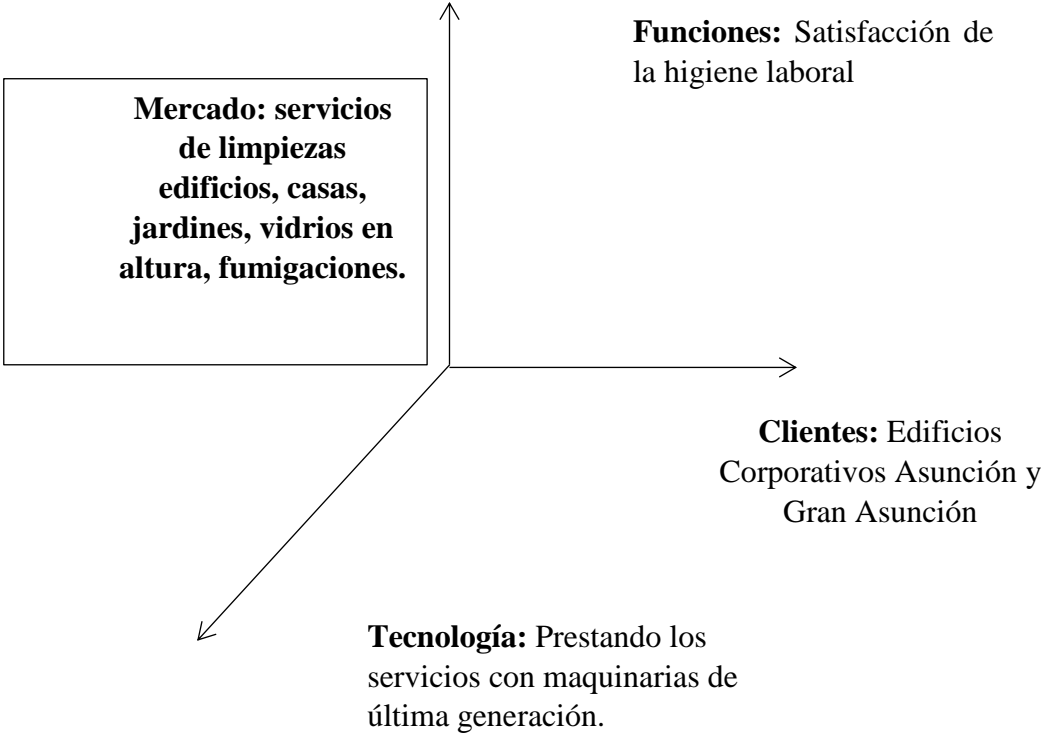 Funciones: Satisfacción de
la higiene laboral
Mercado: servicios
de limpiezas
edificios, casas,
jardines, vidrios en
altura, fumigaciones.
Clientes: Edificios
Corporativos Asunción y
Gran Asunción
Tecnología: Prestando los
servicios con maquinarias de
última generación.